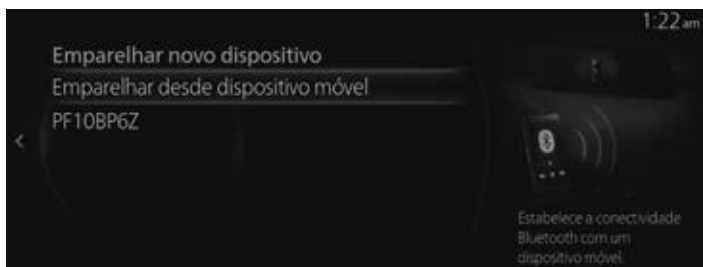 1:22 am
Emparelhar novo dispositivo
Emparelhar desde dispositivo móvel
PF10BP6Z
Estabelece a conectividade
Bluetooth com um
dispositivo móvel.